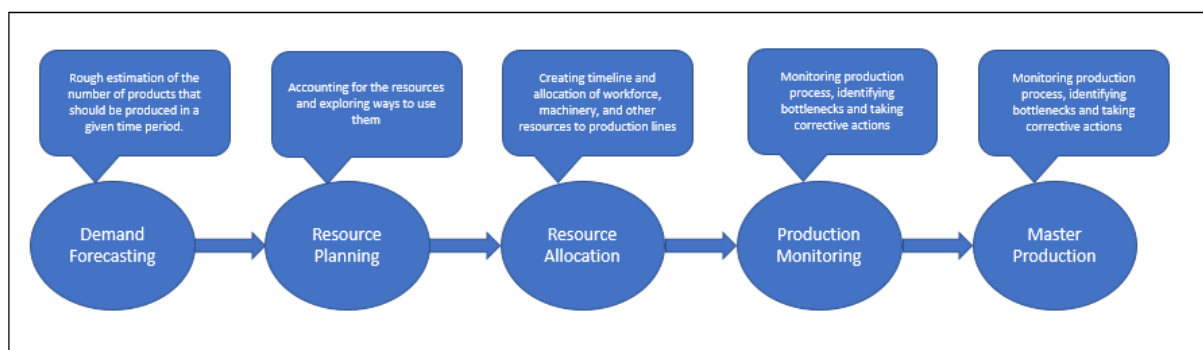 Rough estimation of the
number of products that
should be produced in a
given time period.
Accounting for the resources
and exploring ways to use
them
Creating timeline and
allocation of workforce,
machinery, and other
resources to production lines
Monitoring production
process, identifying
bottlenecks and taking
corrective actions
Monitoring production
process, identifying
bottlenecks and taking
corrective actions
Demand
Forecasting
Resource
Planning
Resource
Allocation
Production
Monitoring
Master
Production